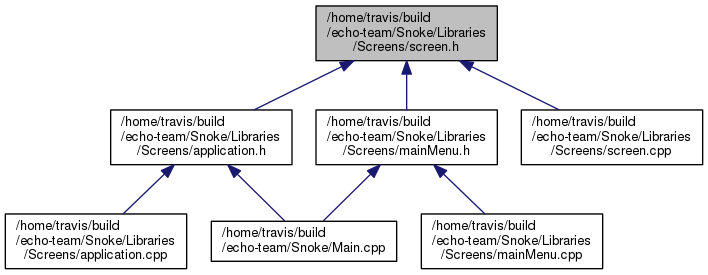 /home/travis/build
/echo-team/Snoke/Libraries
/Screens/screen.h
/home/travis/build
/echo-team/Snoke/Libraries
/Screens/application.h
/home/travis/build
/echo-team/Snoke/Libraries
/Screens/mainMenu.h
/home/travis/build
/echo-team/Snoke/Libraries
/Screens/screen.cpp
/home/travis/build
/echo-team/Snoke/Libraries
/Screens/application.cpp
/home/travis/build
/echo-team/Snoke/Main.cpp
/home/travis/build
/echo-team/Snoke/Libraries
/Screens/mainMenu.cpp